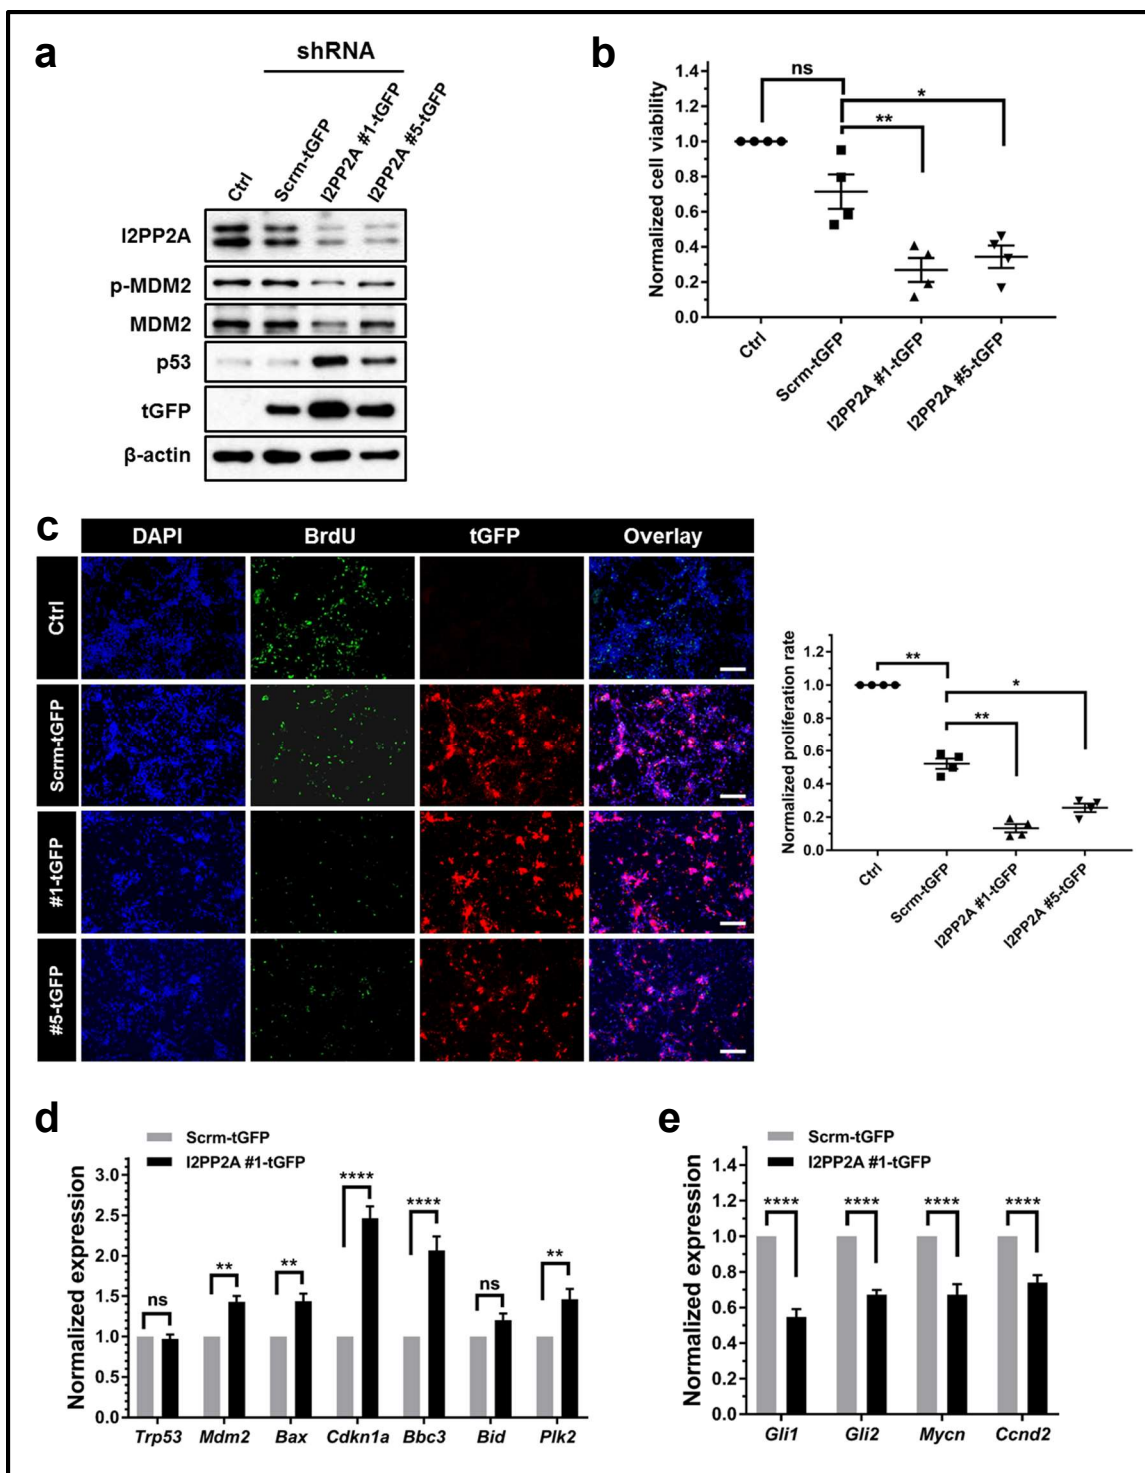 a
shRNA
Ctrl
Scrm-tGFP
I2PP2A #1-tGFP
I2PP2A #5-tGFP
I2PP2A
p-MDM2
MDM2
p53
tGFP
β-actin
b
Normalized cell viability
1.4
1.2
1.0
0.8
0.6
0.4
0.2
0.0
ns
*
**
Ctrl
Scrm-tGFP
I2PP2A #1-tGFP
I2PP2A #5-tGFP
c
DAPI BrdU tGFP Overlay
Ctrl
Scrm-tGFP
#1-tGFP
#5-tGFP
Normalized proliferation rate
1.2
1.0
0.8
0.6
0.4
0.2
0.0
**
*
**
Ctrl
Scrm-tGFP
I2PP2A #1-tGFP
I2PP2A #5-tGFP
d
Scrm-tGFP
I2PP2A #1-tGFP
Normalized expression
3.0
2.5
2.0
1.5
1.0
0.5
0.0
ns ** ** **** **** ns **
Trp53 Mdm2 Bax Cdkn1a Bbc3 Bid Plk2
e
Scrm-tGFP
I2PP2A #1-tGFP
Normalized expression
1.4
1.2
1.0
0.8
0.6
0.4
0.2
0.0
**** **** **** ****
Gli1 Gli2 Mycn Ccnd2